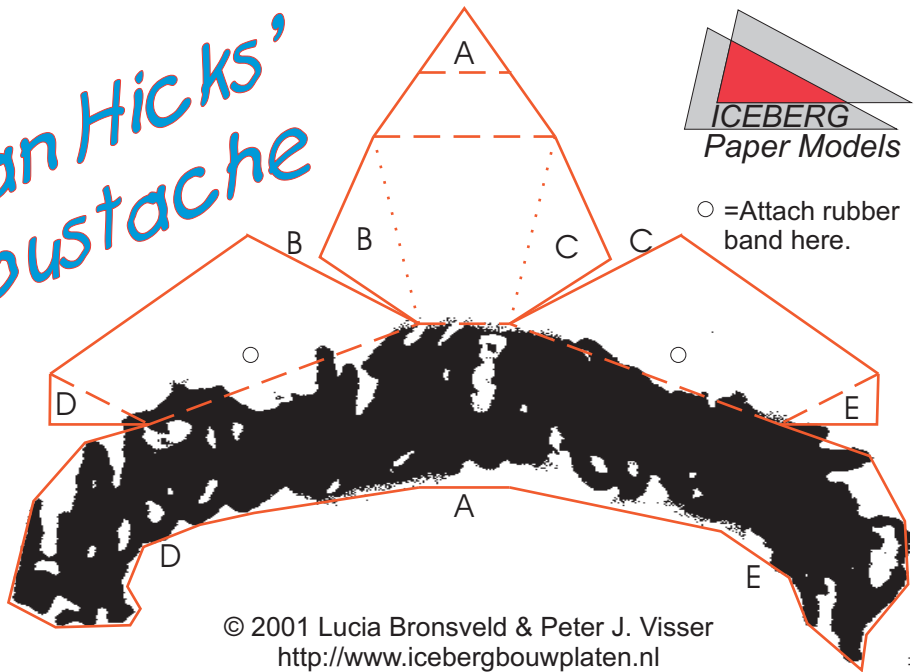 an Hicks'
oustache
A
ICEBERG
Paper Models
○ =Attach rubber
band here.
B
B
C
C
D
E
A
D
E
© 2001 Lucia Bronsveld & Peter J. Visser
http://www.icebergbouwplaten.nl